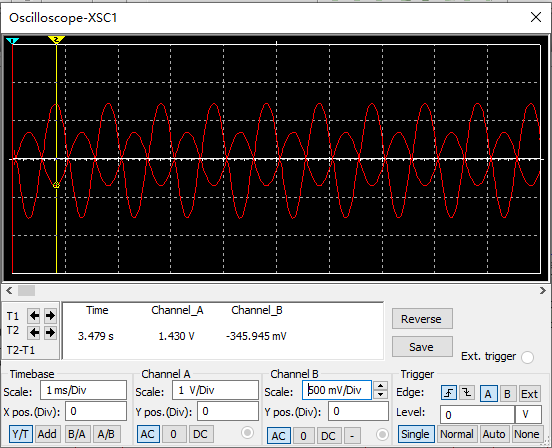 Oscilloscope-XSC1
1 2
T1
T2
T2-T1
Time Channel_A Channel_B
3.479 s 1.430 V -345.945 mV
Reverse
Save
Ext. trigger
Timebase
Scale: 1 ms/Div
X pos.(Div): 0
Y/T Add B/A A/B
Channel A
Scale: 1 V/Div
Y pos.(Div): 0
AC 0 DC
Channel B
Scale: 500 mV/Div
Y pos.(Div): 0
AC 0 DC -
Trigger
Edge: A B Ext
Level: 0 V
Single Normal Auto None